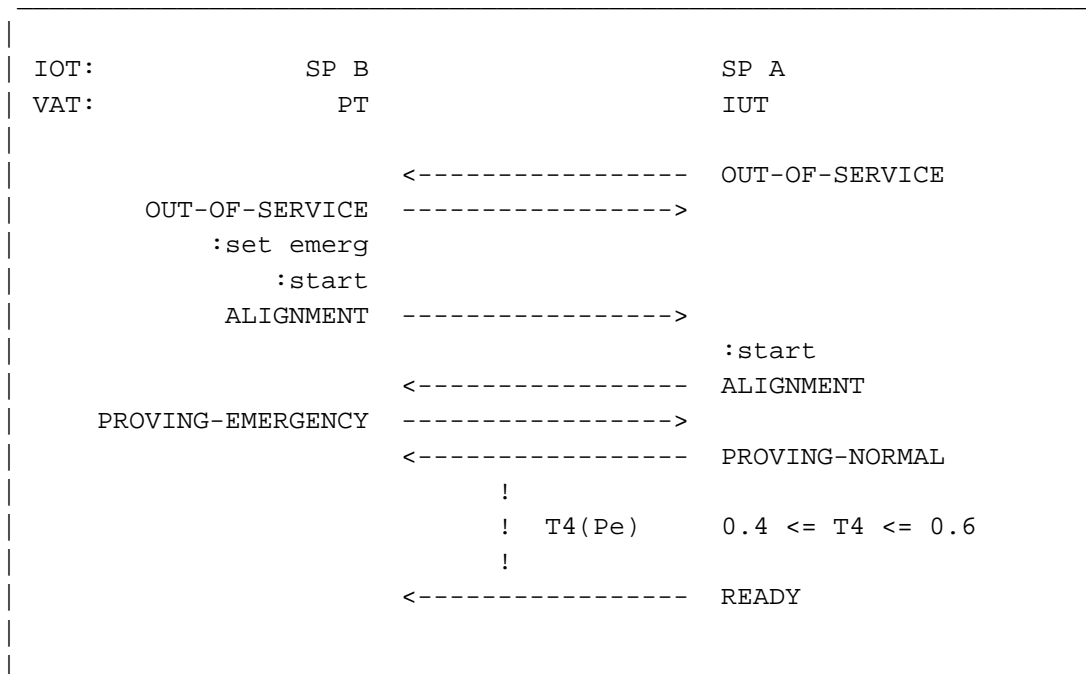 IOT: SP B SP A
VAT: PT IUT
<----------------- OUT-OF-SERVICE
OUT-OF-SERVICE ----------------->
:set emerg
:start
ALIGNMENT ----------------->
:start
<----------------- ALIGNMENT
PROVING-EMERGENCY ----------------->
<----------------- PROVING-NORMAL
!
! T4(Pe) 0.4 <= T4 <= 0.6
!
<----------------- READY